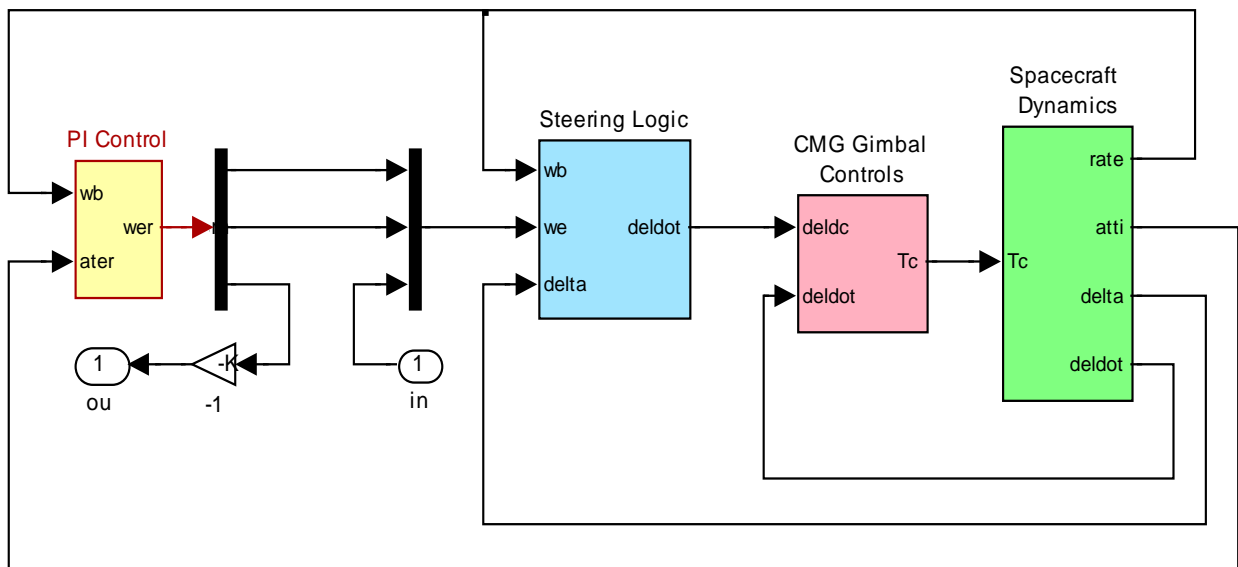 Spacecraft
Dynamics
Steering Logic
PI Control
CMG Gimbal
Controls
wb
wer
ater
wb
we
delta
deldot
deldc
deldot
Tc
Tc
rate
atti
delta
deldot
1
ou
-K
-1
1
in